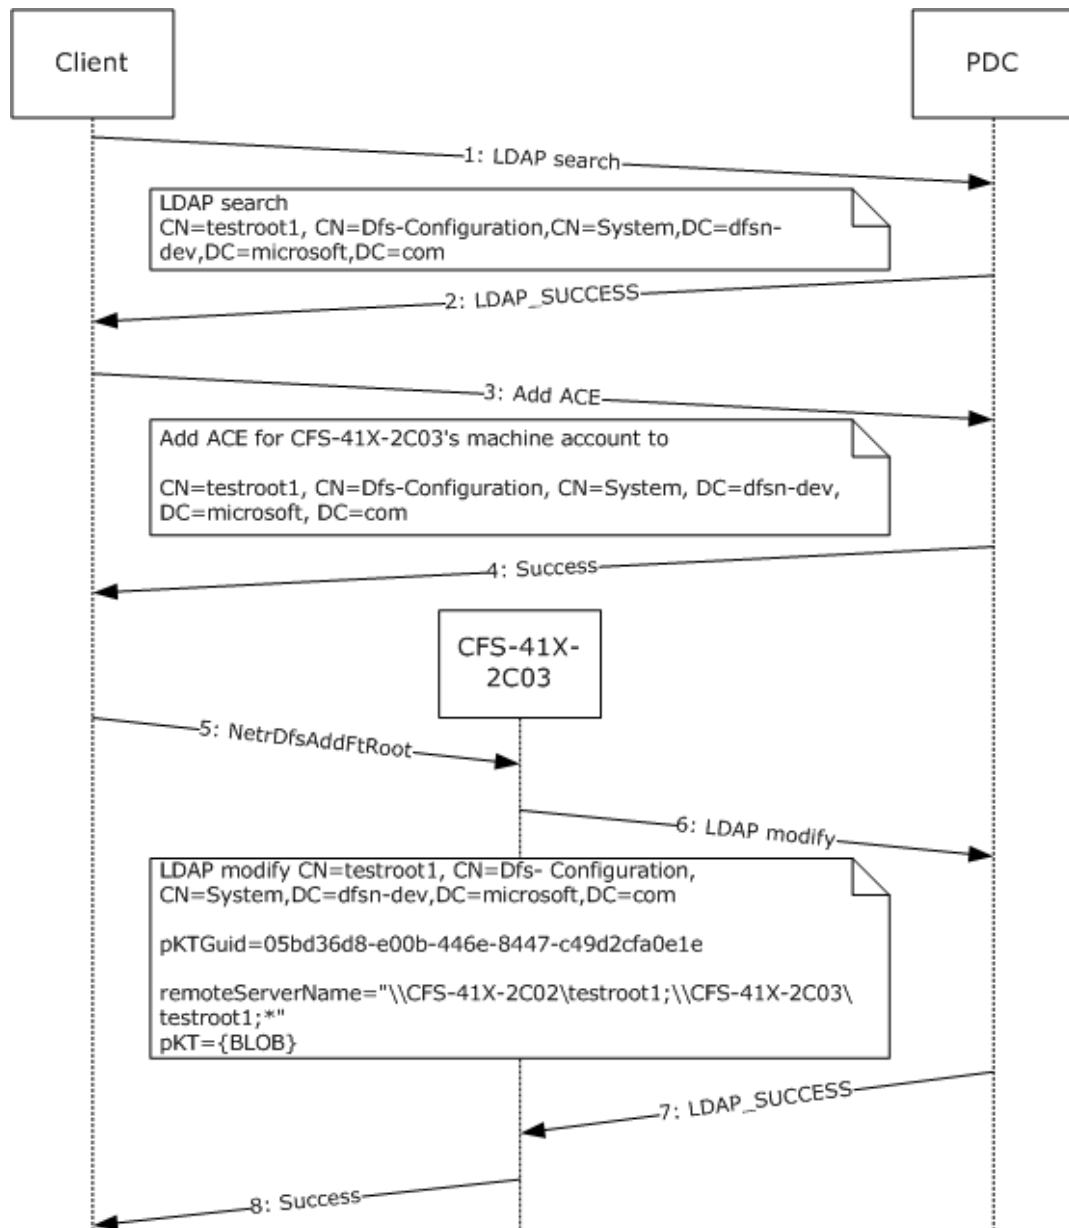 Client
PDC
1: LDAP search
LDAP search
CN=testroot1, CN=Dfs-Configuration,CN=System,DC=dfsn-
dev,DC=microsoft,DC=com
2: LDAP_SUCCESS
3: Add ACE
Add ACE for CFS-41X-2C03's machine account to
CN=testroot1, CN=Dfs-Configuration, CN=System, DC=dfsn-dev,
DC=microsoft, DC=com
4: Success
CFS-41X-
2C03
5: NetrDfsAddFtRoot
6: LDAP modify
LDAP modify CN=testroot1, CN=Dfs- Configuration,
CN=System,DC=dfsn-dev,DC=microsoft,DC=com
pKTGuid=05bd36d8-e00b-446e-8447-c49d2cfa0e1e
remoteServerName="\\CFS-41X-2C02\testroot1;\\CFS-41X-2C03\
testroot1;*"
pKT={BLOB}
7: LDAP_SUCCESS
8: Success